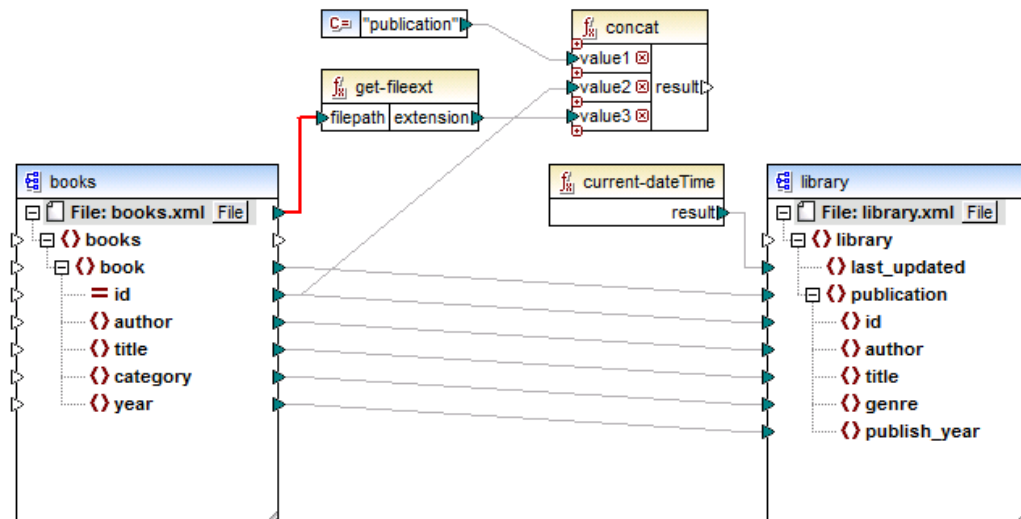 C= "publication"
concat
value1
value2 result
value3
get-fileext
filepath extension
books
File: books.xml File
books
book
id
author
title
category
year
current-dateTime
result
library
File: library.xml File
library
last_updated
publication
id
author
title
genre
publish_year